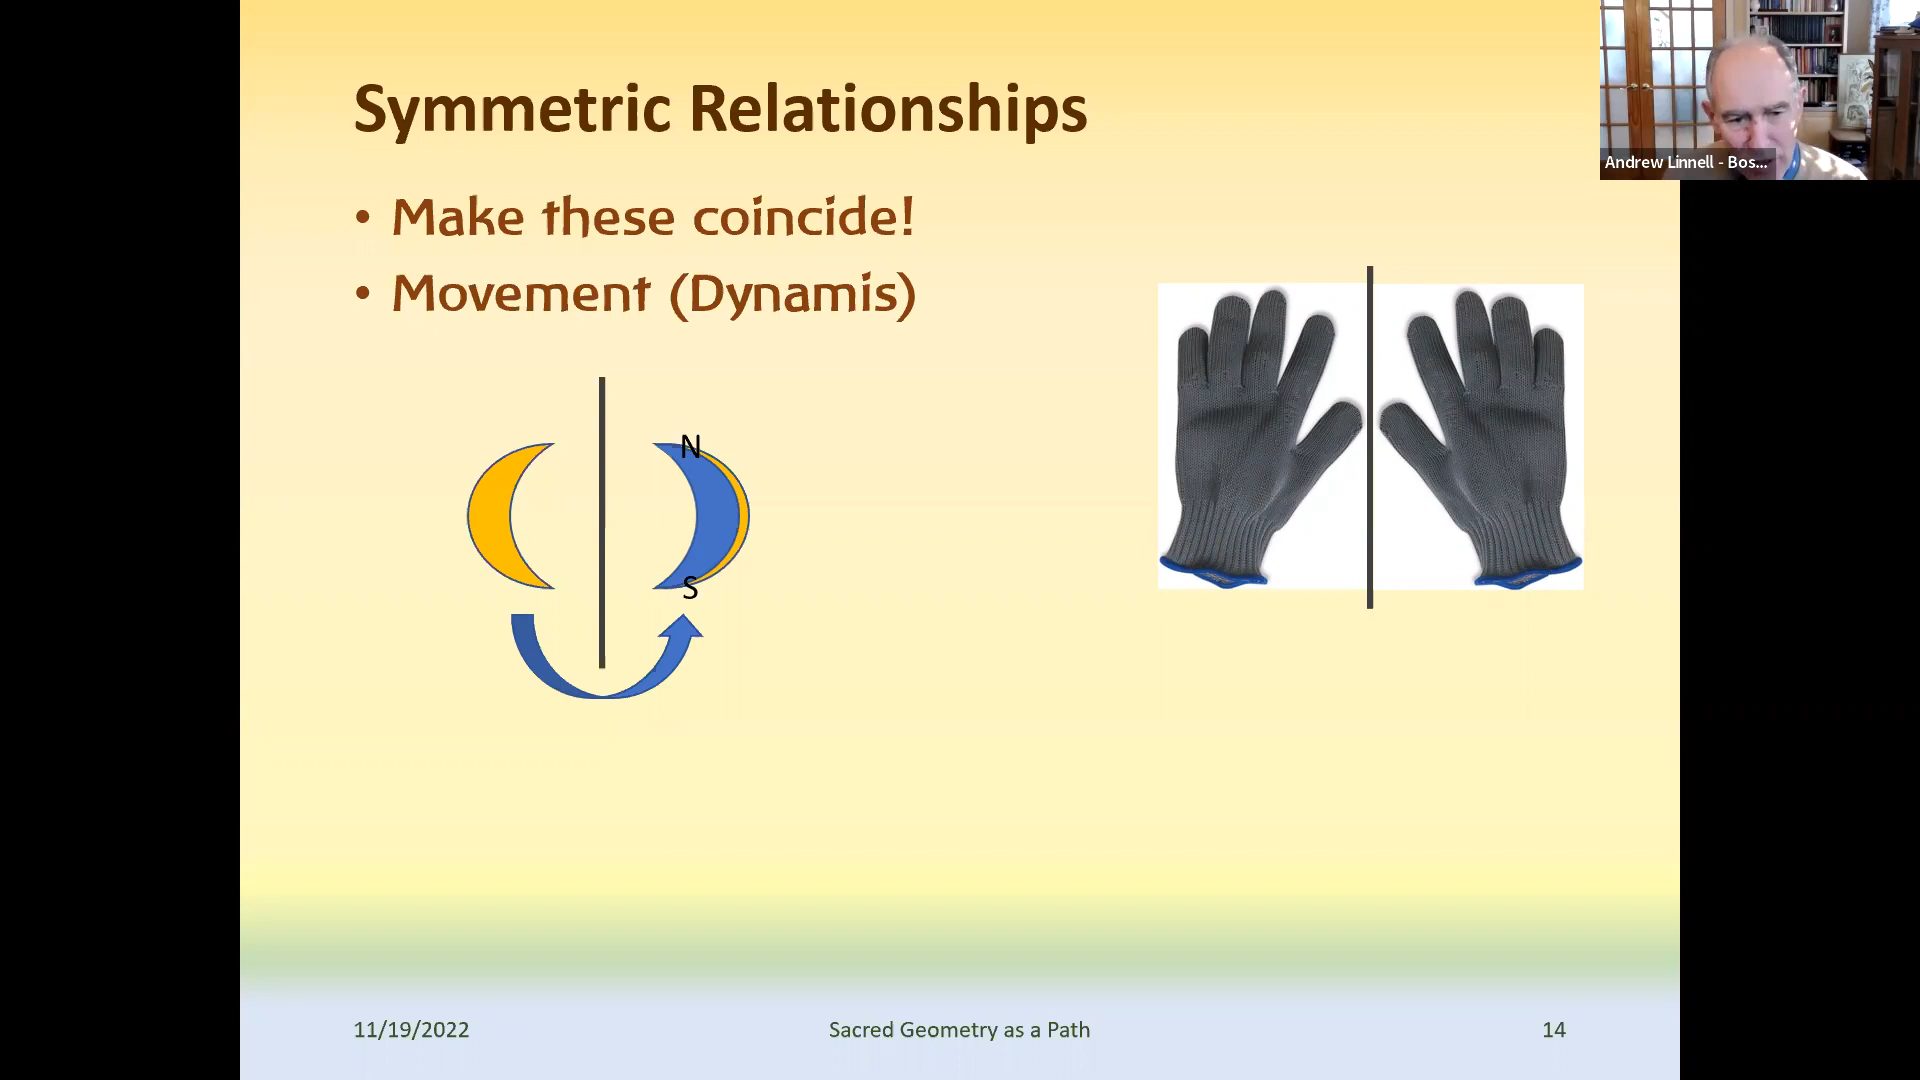 Symmetric Relationships
• Make these coincide!
• Movement (Dynamis)
N
S
11/19/2022
Sacred Geometry as a Path
14
Andrew Linnell - Bos...